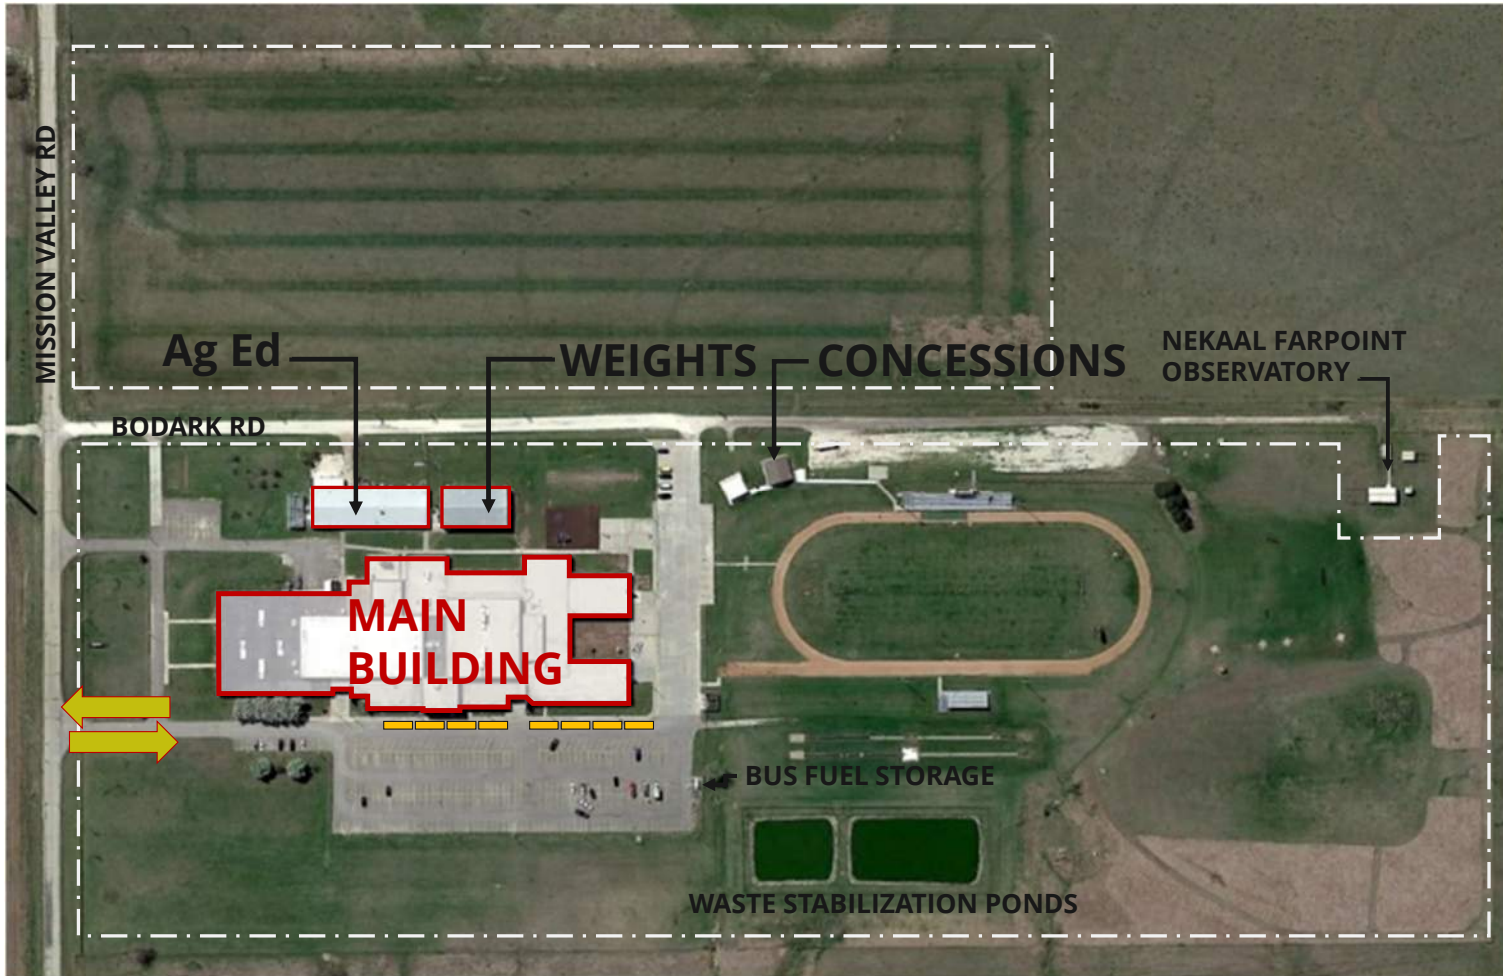 MISSION VALLEY RD
Ag Ed
WEIGHTS
CONCESSIONS
NEKAAL FARPOINT
OBSERVATORY
BODARK RD
MAIN
BUILDING
BUS FUEL STORAGE
WASTE STABILIZATION PONDS